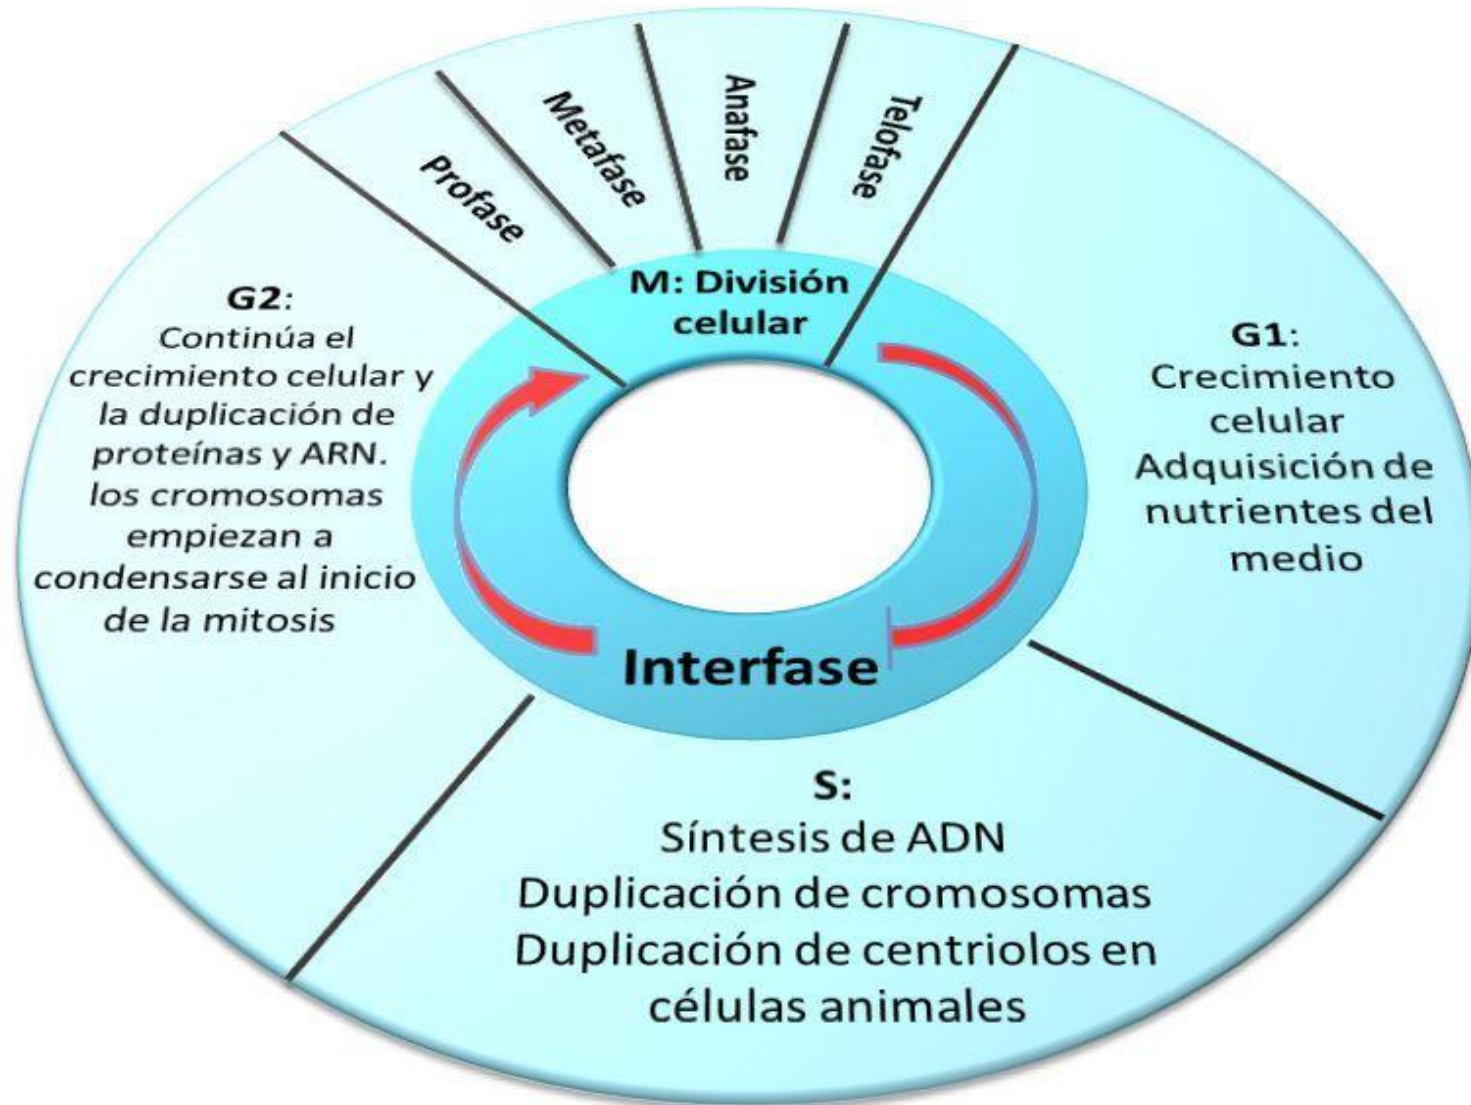 Profase
Metafase
Anafase
Telofase
M: División
celular
G1:
Crecimiento
celular
Adquisición de
nutrientes del
medio
S:
Síntesis de ADN
Duplicación de cromosomas
Duplicación de centriolos en
células animales
G2:
Continúa el
crecimiento celular y
la duplicación de
proteínas y ARN.
los cromosomas
empiezan a
condensarse al inicio
de la mitosis
Interfase